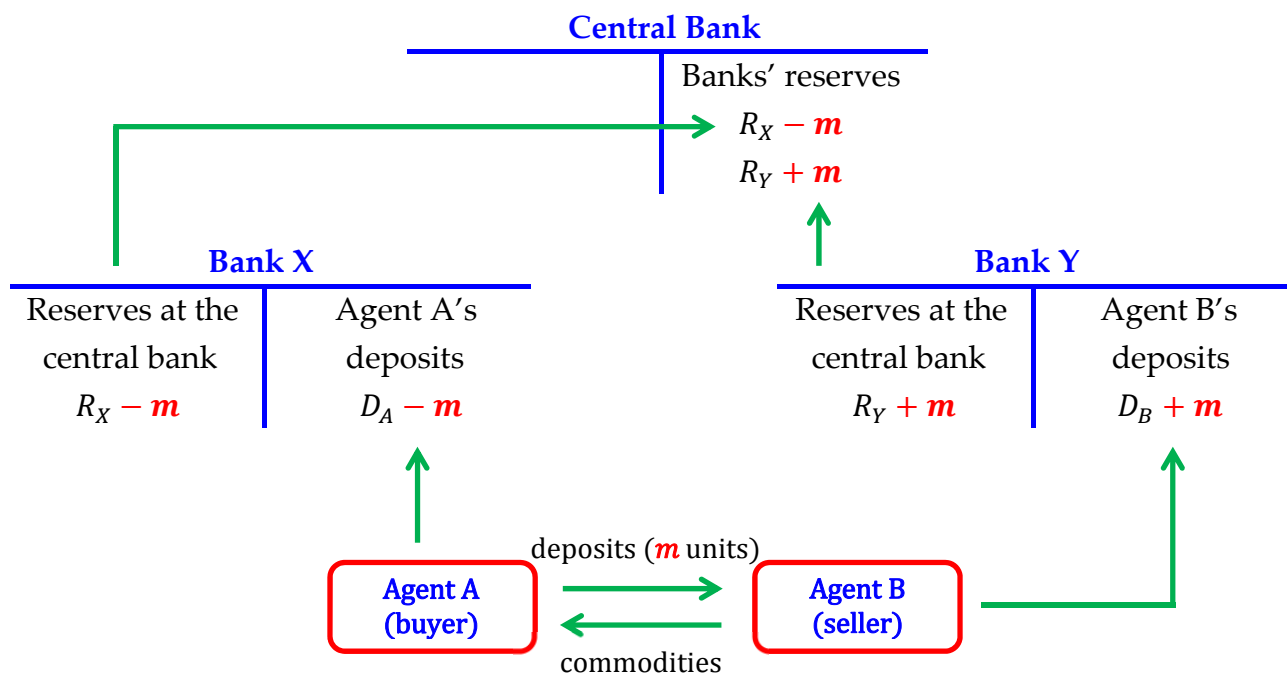 Central Bank
Banks’ reserves
R_X − m
R_Y + m
Bank X
Reserves at the
central bank
R_X − m
Agent A’s
deposits
D_A − m
Bank Y
Reserves at the
central bank
R_Y + m
Agent B’s
deposits
D_B + m
deposits (m units)
Agent A
(buyer)
Agent B
(seller)
commodities